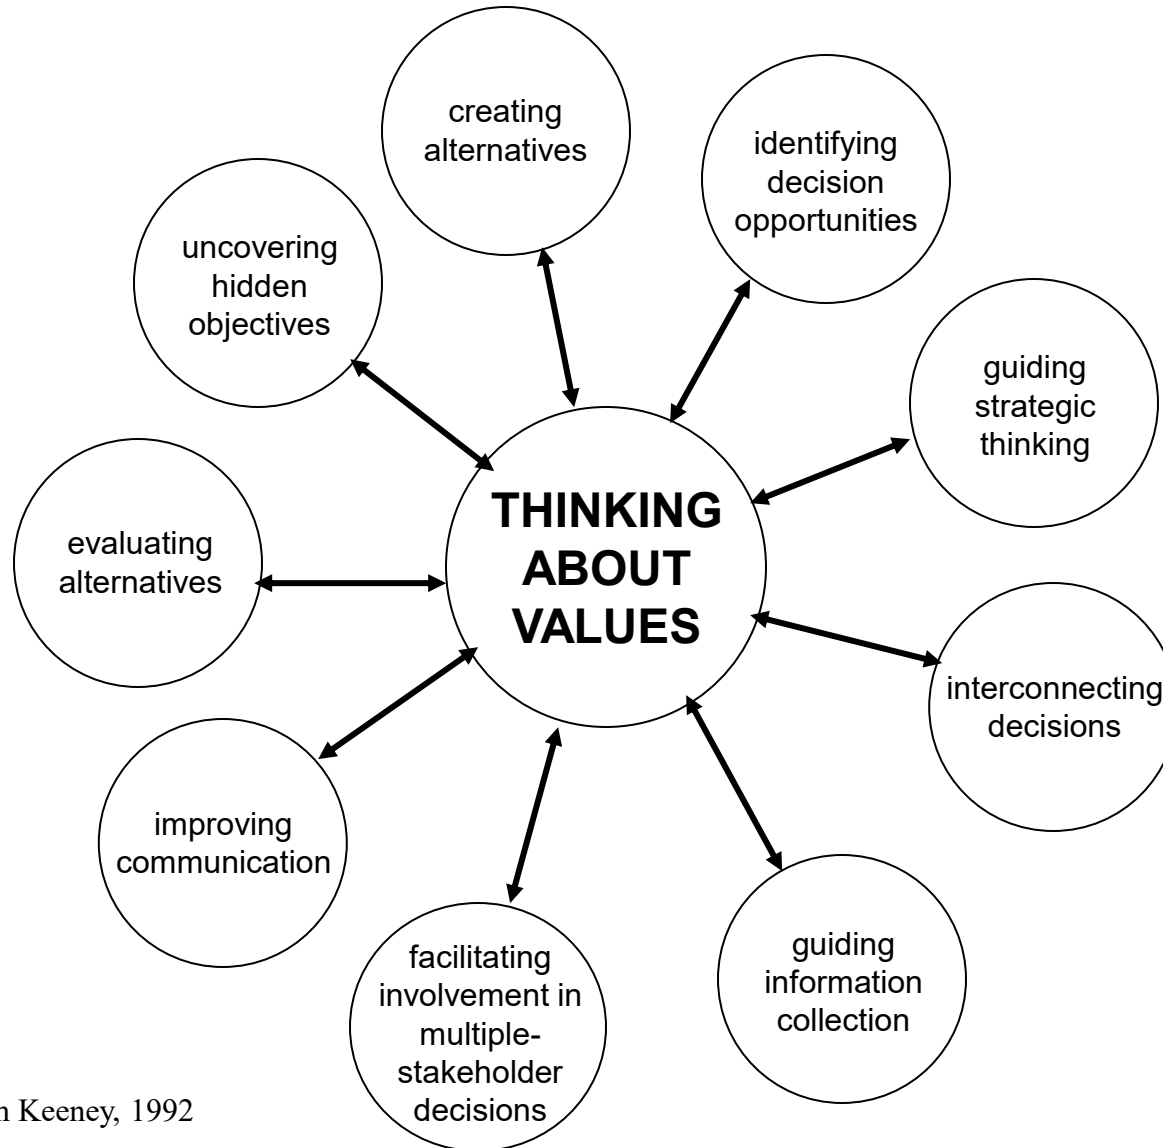 creating
alternatives
identifying
decision
opportunities
uncovering
hidden
objectives
guiding
strategic
thinking
THINKING
ABOUT
VALUES
evaluating
alternatives
interconnecting
decisions
improving
communication
guiding
information
collection
facilitating
involvement in
multiple-
stakeholder
decisions
Keeney, 1992